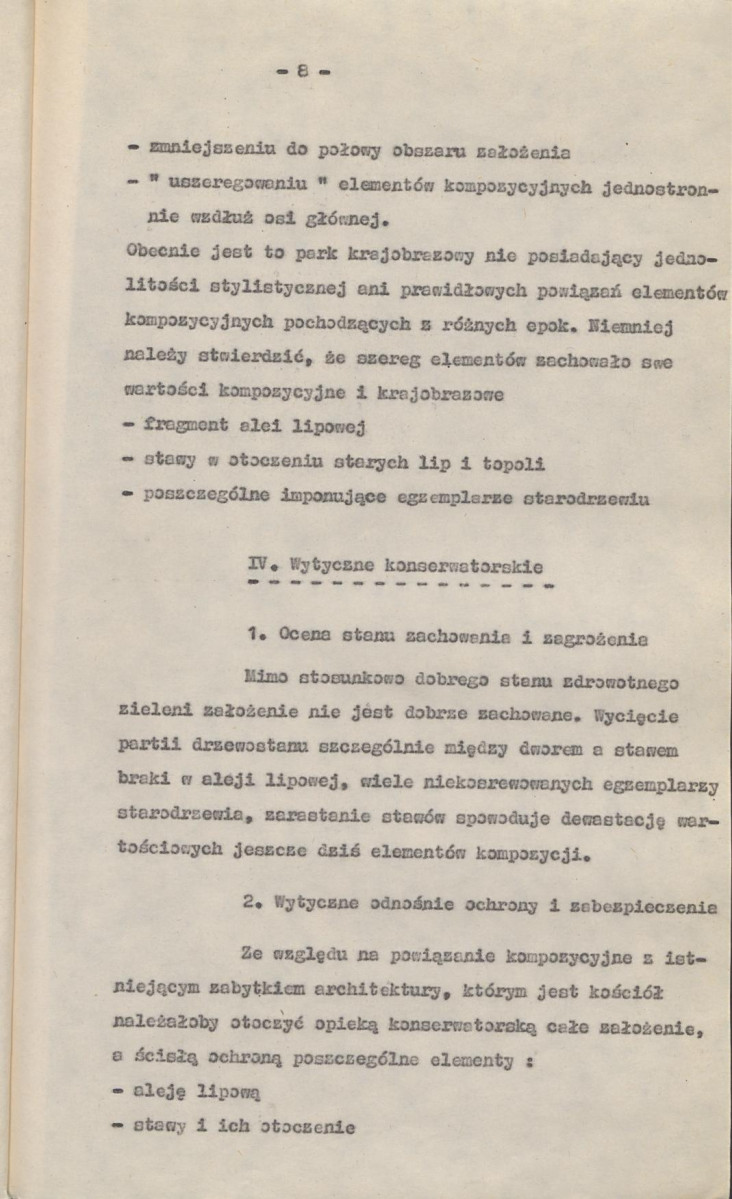 - 8 -
- zmniejszeniu do połowy obszaru założenia
- " uszeregowaniu " elementów kompozycyjnych jednostron-
nie wzdłuż osi głównej.
Obecnie jest to park krajobrazowy nie posiadający jedno-
litości stylistycznej ani prawidłowych powiązań elementów
kompozycyjnych pochodzących z różnych epok. Niemniej
należy stwierdzić, że szereg elementów zachowało swe
wartości kompozycyjne i krajobrazowe
- fragment alei lipowej
- stawy w otoczeniu starych lip i topoli
- poszczególne imponujące egzemplarze starodrzewiu
IV. Wytyczne konserwatorskie
1. Ocena stanu zachowania i zagrożenia
Mimo stosunkowo dobrego stanu zdrowotnego
zieleni założenie nie jest dobrze zachowane. Wycięcie
partii drzewostanu szczególnie między dworem a stawem
braki w aleji lipowej, wiele niekosrewowanych egzemplarzy
starodrzewia, zarastanie stawów spowoduje dewastację war-
tościowych jeszcze dziś elementów kompozycji.
2. Wytyczne odnośnie ochrony i zabezpieczenia
Ze względu na powiązanie kompozycyjne z ist-
niejącym zabytkiem architektury, którym jest kościół
należałoby otoczyć opieką konserwatorską całe założenie,
a ścisłą ochroną poszczególne elementy :
- aleję lipową
- stawy i ich otoczenie